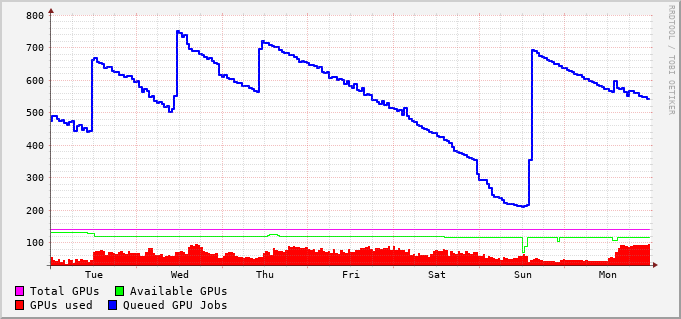 800
700
600
500
400
300
200
100
Tue Wed Thu Fri Sat Sun Mon
Total GPUs Available GPUs
GPUs used Queued GPU Jobs
RRDTOOL / TOBI OETIKER